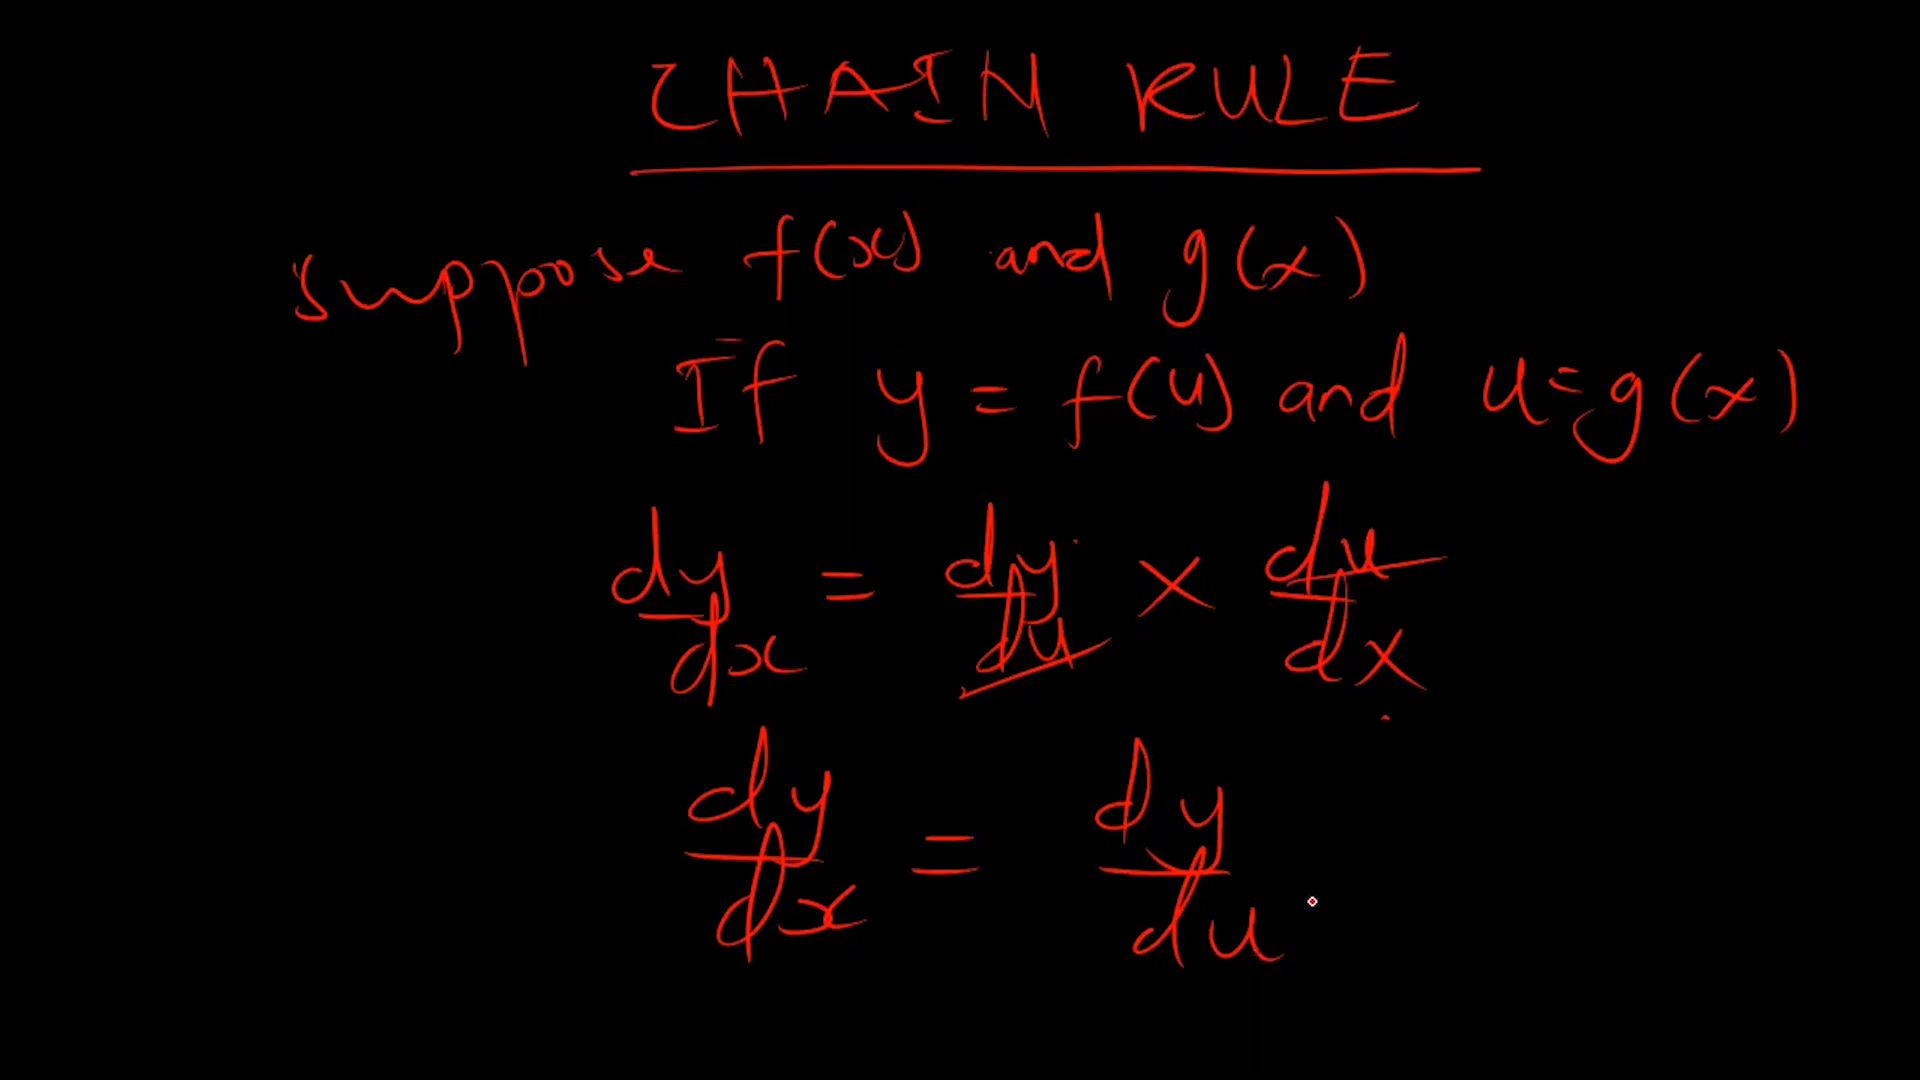 CHAIN RULE
Suppose f(x) and g(x)
If y = f(u) and u = g(x)
dy/dx = dy/du × du/dx
dy/dx = dy/du